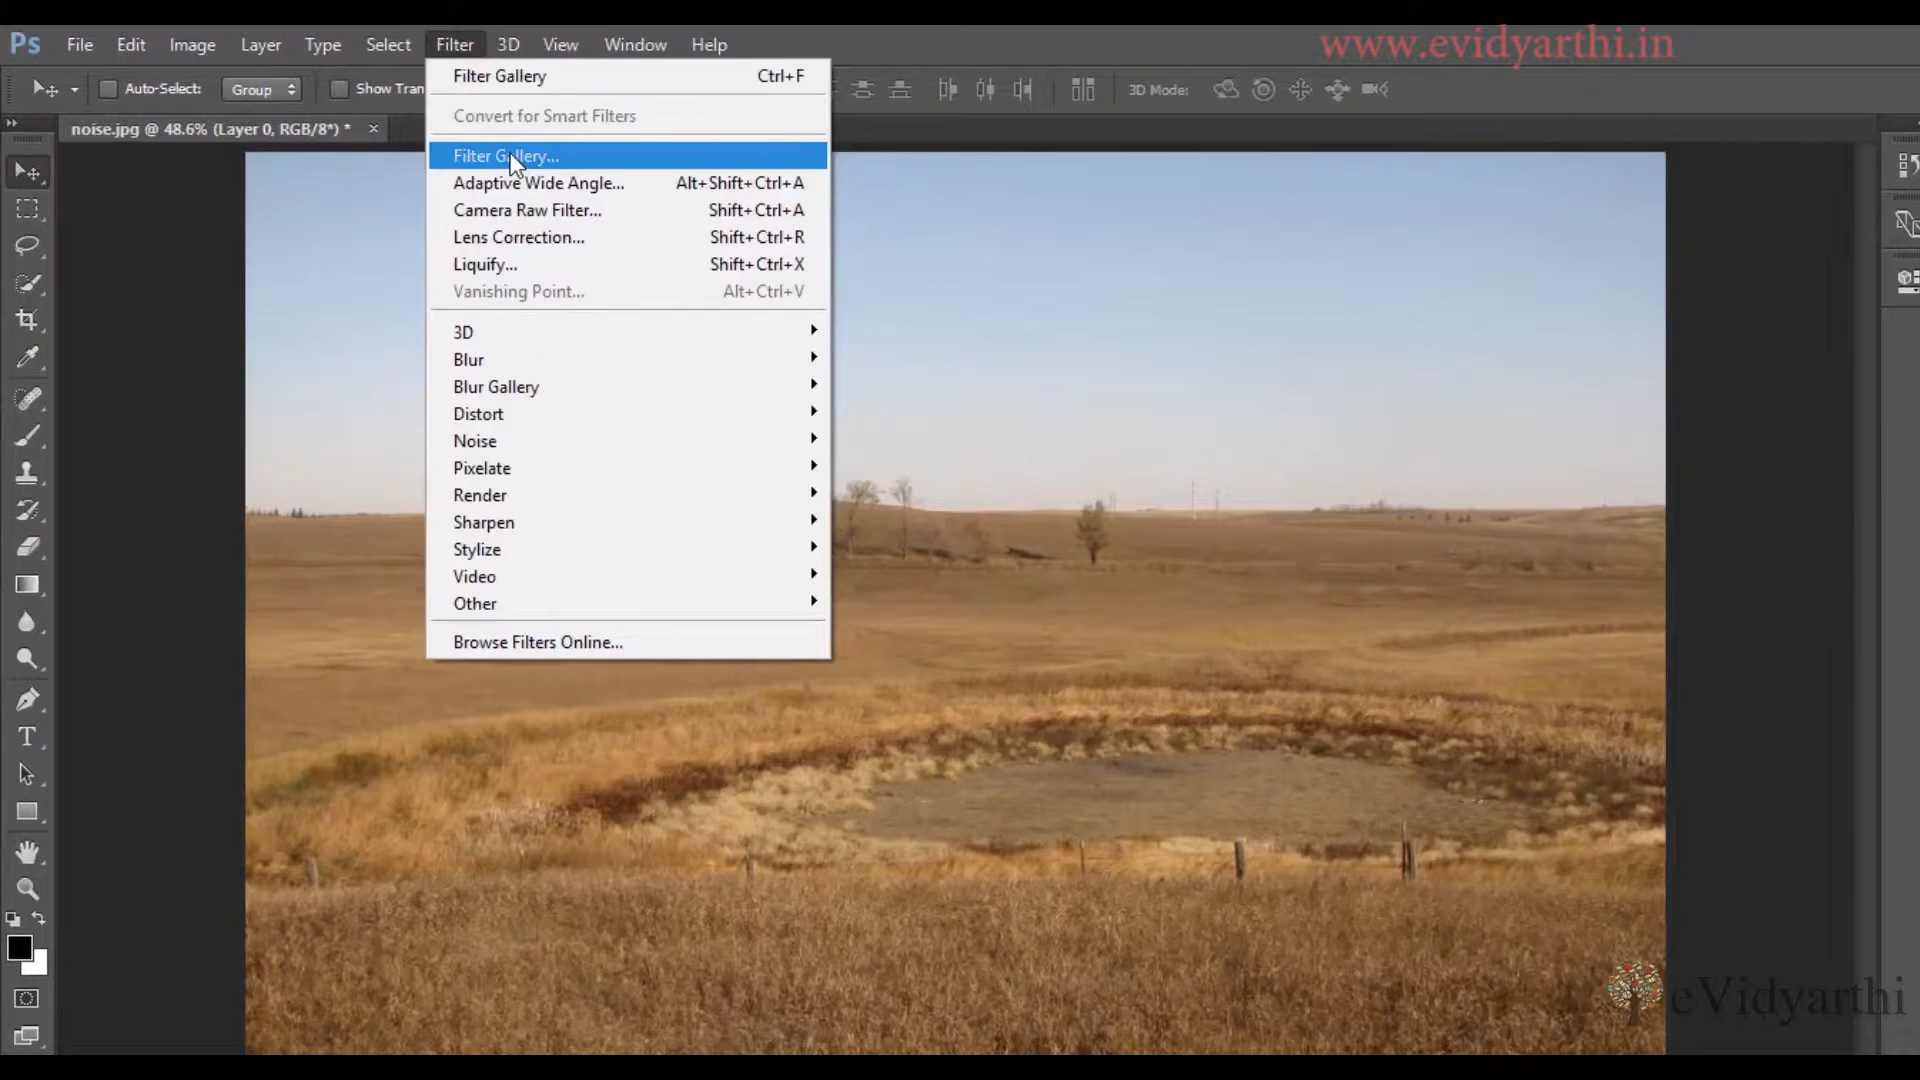 www.evidyarthi.in
Ps File Edit Image Layer Type Select Filter 3D View Window Help
Auto-Select: Group Show Tran 3D Mode:
noise.jpg @ 48.6% (Layer 0, RGB/8*) *
Filter Gallery Ctrl+F
Convert for Smart Filters
Filter Gallery...
Adaptive Wide Angle... Alt+Shift+Ctrl+A
Camera Raw Filter... Shift+Ctrl+A
Lens Correction... Shift+Ctrl+R
Liquify... Shift+Ctrl+X
Vanishing Point... Alt+Ctrl+V
3D
Blur
Blur Gallery
Distort
Noise
Pixelate
Render
Sharpen
Stylize
Video
Other
Browse Filters Online...
eVidyarthi